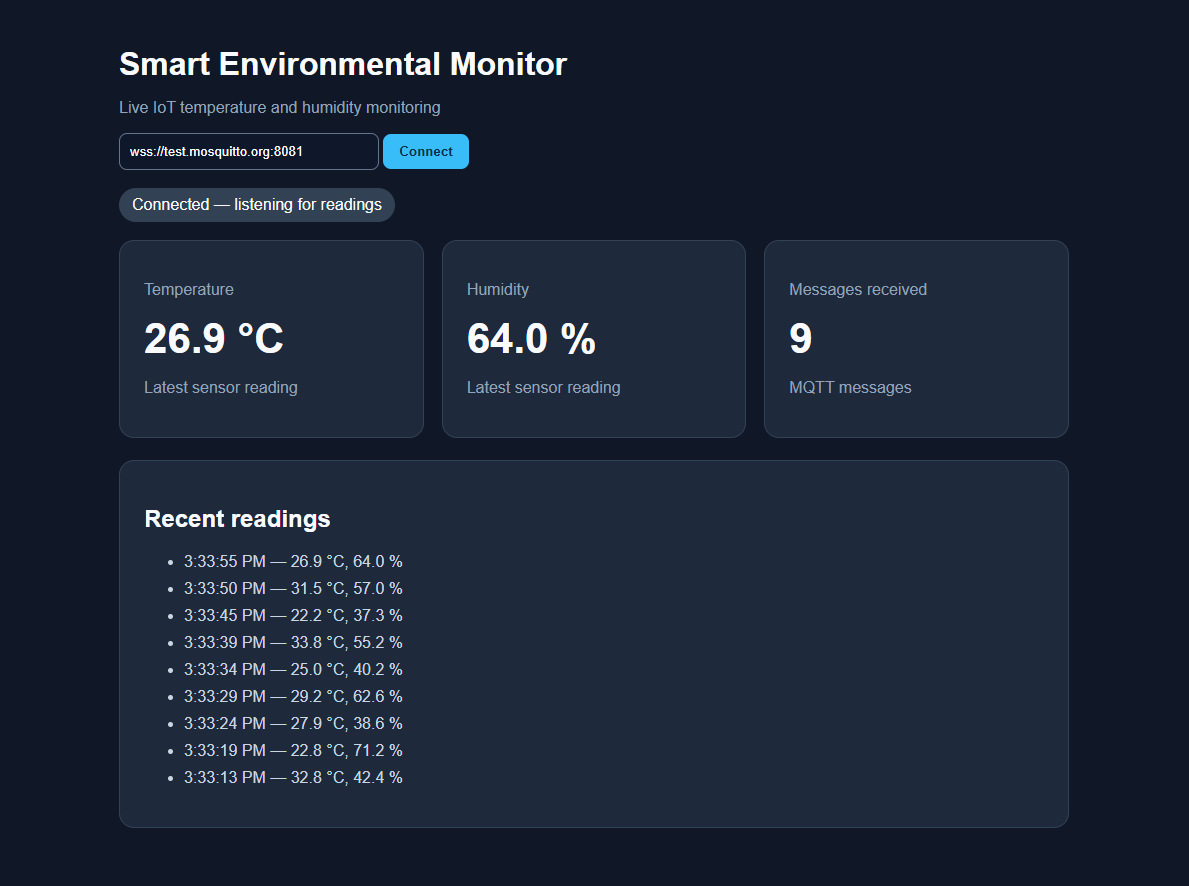 Smart Environmental Monitor
Live IoT temperature and humidity monitoring
wss://test.mosquitto.org:8081 Connect
Connected — listening for readings
Temperature Humidity Messages received
26.9 °C 64.0 % 9
Latest sensor reading Latest sensor reading MQTT messages
Recent readings
• 3:33:55 PM — 26.9 °C, 64.0 %
• 3:33:50 PM — 31.5 °C, 57.0 %
• 3:33:45 PM — 22.2 °C, 37.3 %
• 3:33:39 PM — 33.8 °C, 55.2 %
• 3:33:34 PM — 25.0 °C, 40.2 %
• 3:33:29 PM — 29.2 °C, 62.6 %
• 3:33:24 PM — 27.9 °C, 38.6 %
• 3:33:19 PM — 22.8 °C, 71.2 %
• 3:33:13 PM — 32.8 °C, 42.4 %